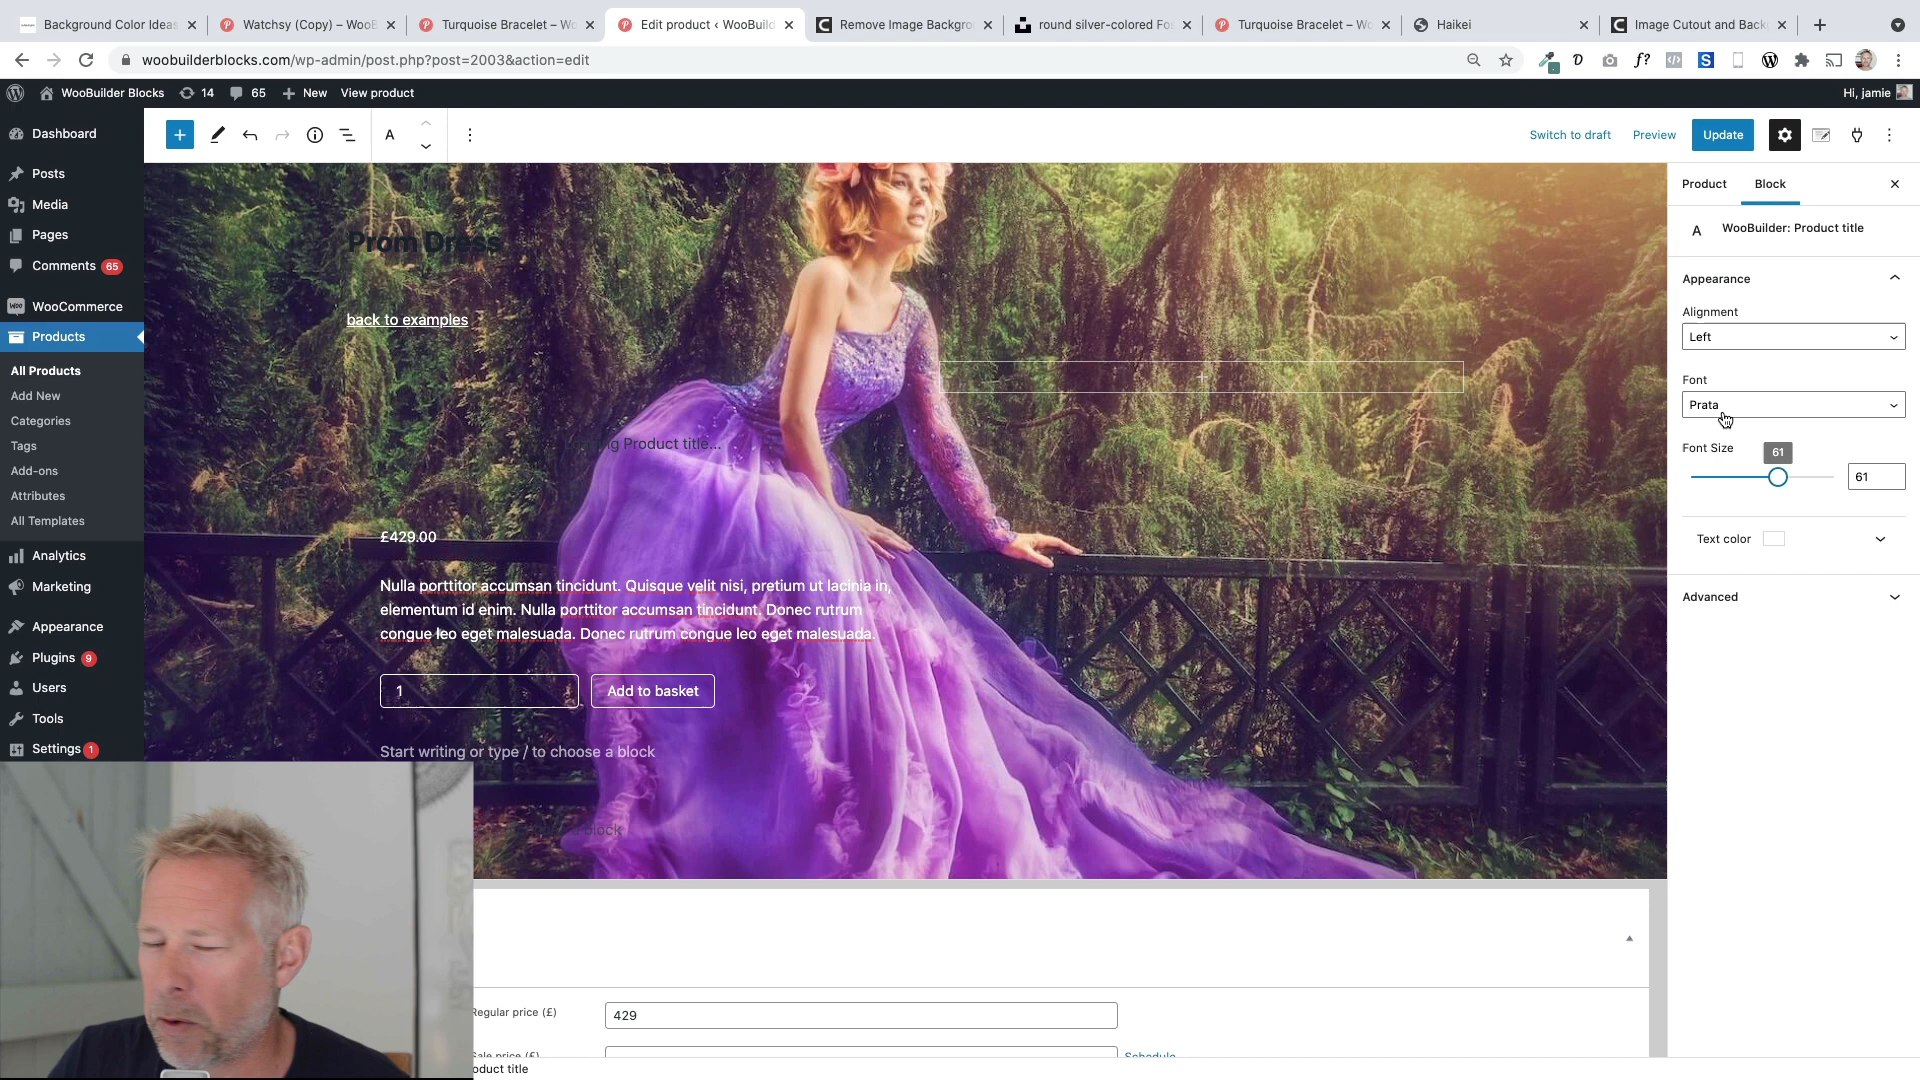 Background Color Ideas
Watchsy (Copy) – WooB
Turquoise Bracelet – Wo
Edit product ‹ WooBuild
Remove Image Backgro
round silver-colored Fos
Turquoise Bracelet – Wo
Haikei
Image Cutout and Back
woobuilderblocks.com/wp-admin/post.php?post=2003&action=edit
WooBuilder Blocks
14
65
New
View product
Hi, jamie
Switch to draft
Preview
Update
Dashboard
Posts
Media
Pages
Comments 65
WooCommerce
Products
All Products
Add New
Categories
Tags
Add-ons
Attributes
All Templates
Analytics
Marketing
Appearance
Plugins 9
Users
Tools
Settings 1
Prom Dress
back to examples
Product title...
£429.00
Nulla porttitor accumsan tincidunt. Quisque velit nisi, pretium ut lacinia in,
elementum id enim. Nulla porttitor accumsan tincidunt. Donec rutrum
congue leo eget malesuada. Donec rutrum congue leo eget malesuada.
1
Add to basket
Start writing or type / to choose a block
block
Regular price (£)
429
Sale price (£)
Schedule
oduct title
Product
Block
A
WooBuilder: Product title
Appearance
Alignment
Left
Font
Prata
Font Size
61
61
Text color
Advanced